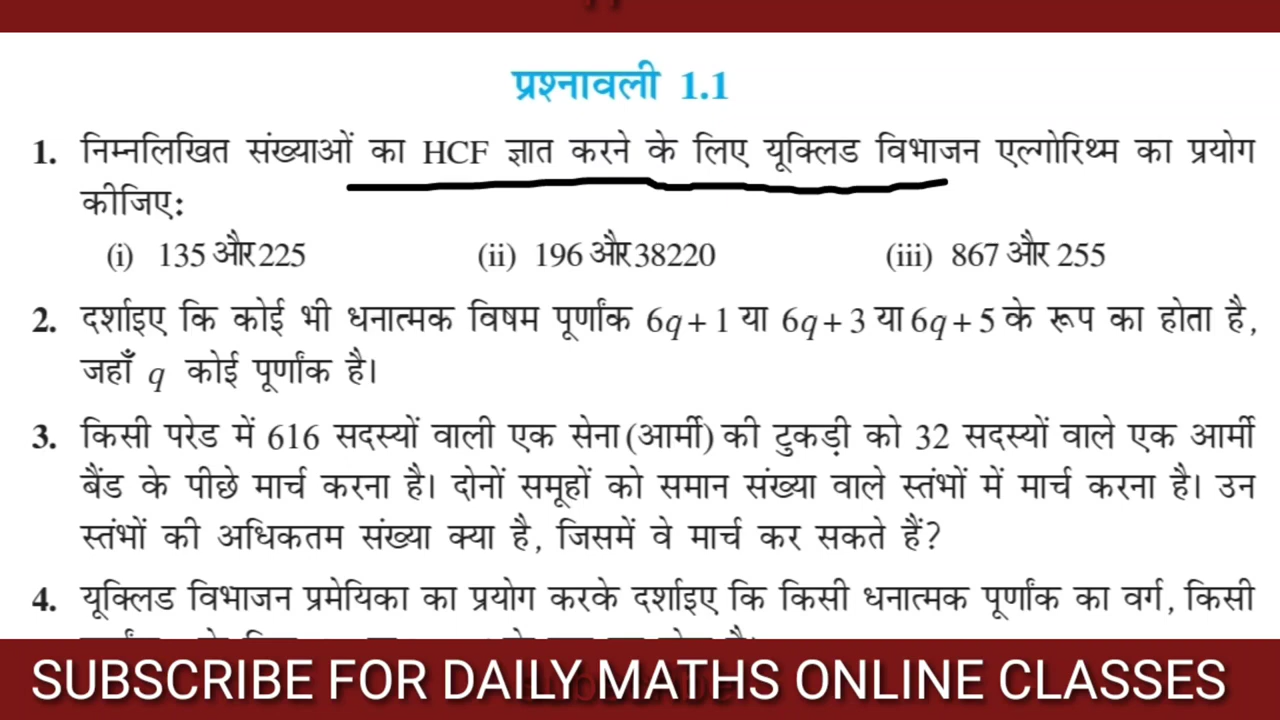 प्रश्नावली 1.1
1. निम्नलिखित संख्याओं का HCF ज्ञात करने के लिए यूक्लिड विभाजन एल्गोरिथ्म का प्रयोग
कीजिए:
(i) 135 और 225 (ii) 196 और 38220 (iii) 867 और 255
2. दर्शाइए कि कोई भी धनात्मक विषम पूर्णांक 6q + 1 या 6q + 3 या 6q + 5 के रूप का होता है,
जहाँ q कोई पूर्णांक है।
3. किसी परेड में 616 सदस्यों वाली एक सेना (आर्मी) की टुकड़ी को 32 सदस्यों वाले एक आर्मी
बैंड के पीछे मार्च करना है। दोनों समूहों को समान संख्या वाले स्तंभों में मार्च करना है। उन
स्तंभों की अधिकतम संख्या क्या है, जिसमें वे मार्च कर सकते हैं?
4. यूक्लिड विभाजन प्रमेयिका का प्रयोग करके दर्शाइए कि किसी धनात्मक पूर्णांक का वर्ग, किसी
SUBSCRIBE FOR DAILY MATHS ONLINE CLASSES